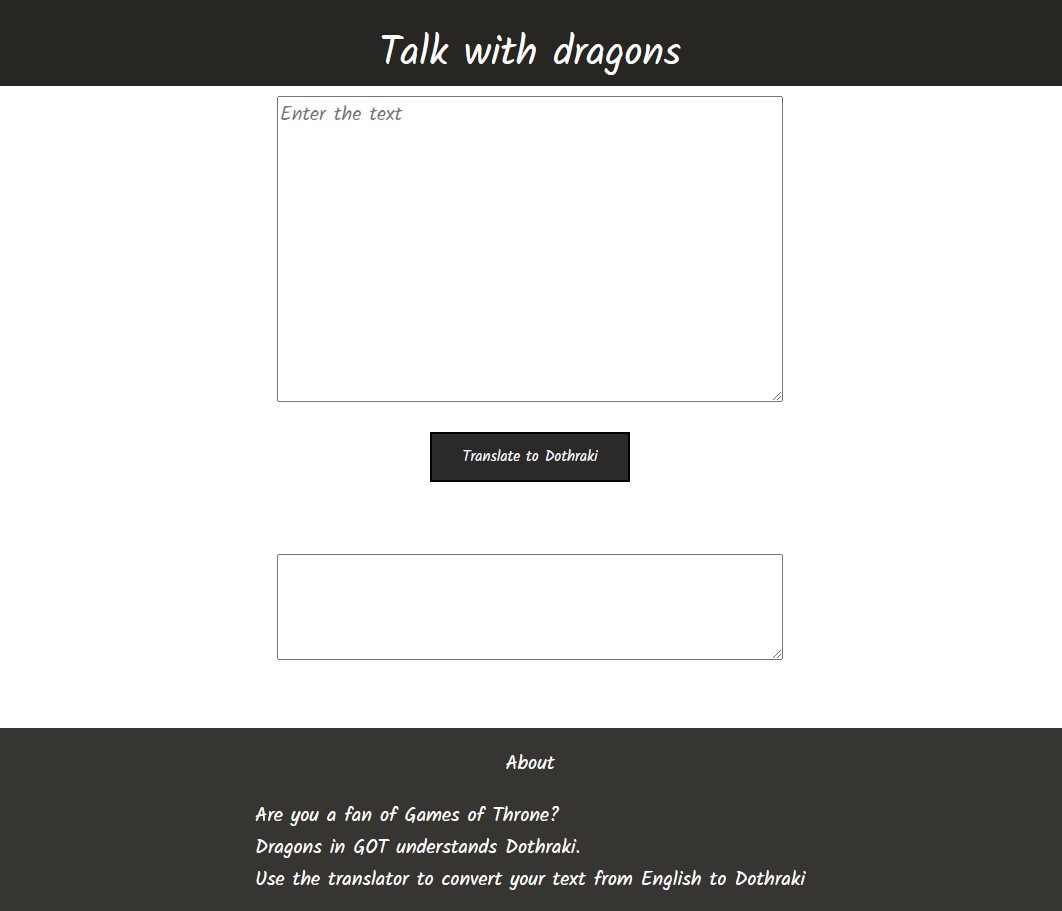 Talk with dragons
Enter the text
Translate to Dothraki
About
Are you a fan of Games of Throne?
Dragons in GOT understands Dothraki.
Use the translator to convert your text from English to Dothraki